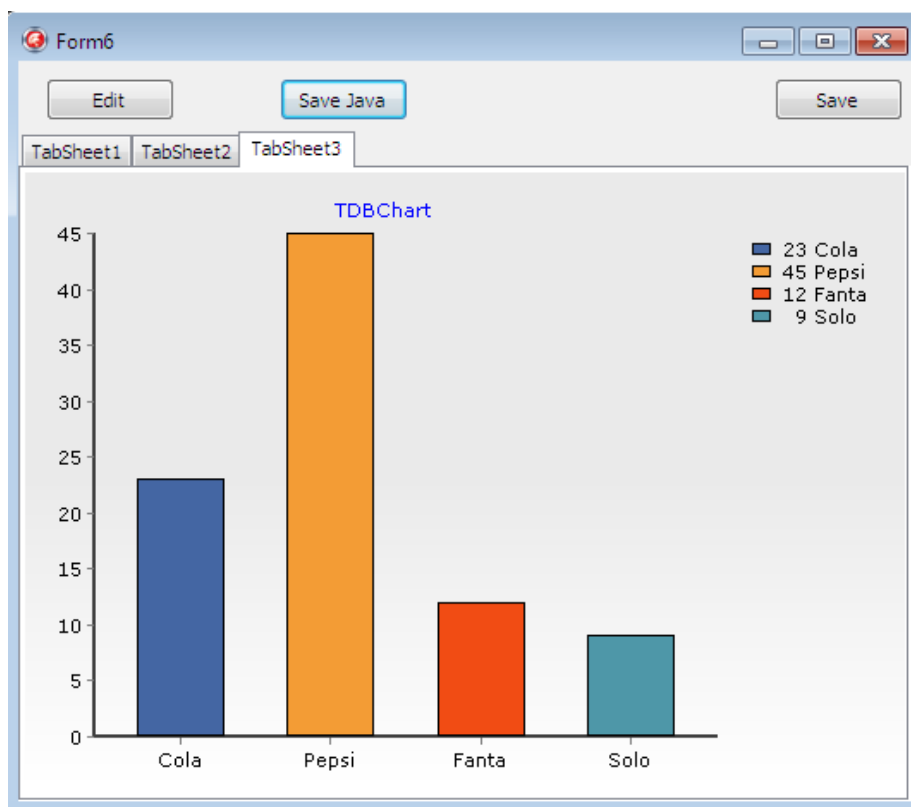 Form6
Edit Save Java Save
TabSheet1 TabSheet2 TabSheet3
TDBChart
45
40
35
30
25
20
15
10
5
0
Cola Pepsi Fanta Solo
23 Cola
45 Pepsi
12 Fanta
9 Solo